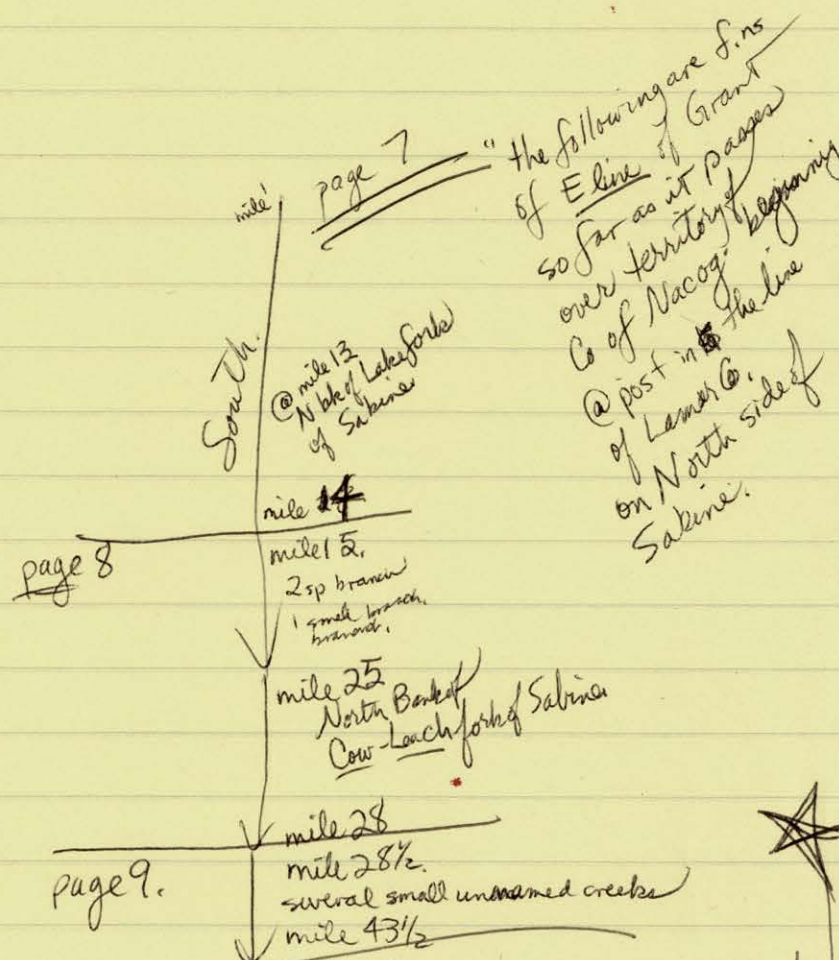 page 7
"the following are f.ns
of E line of Grant
so far as it passes
over territory of
Co of Nacog. beginning
@ post in the line
of Lamar Co.
on North side of
Sabine.
mile 1
South.
@ mile 13
N bk of Lake forks
of Sabine
mile 14
page 8
mile 15.
2 sp branch
1 small branch.
mile 25
North Bank of
Cow-Leach fork of Sabine
mile 28
page 9.
mile 28½.
several small unnamed creeks
mile 43½